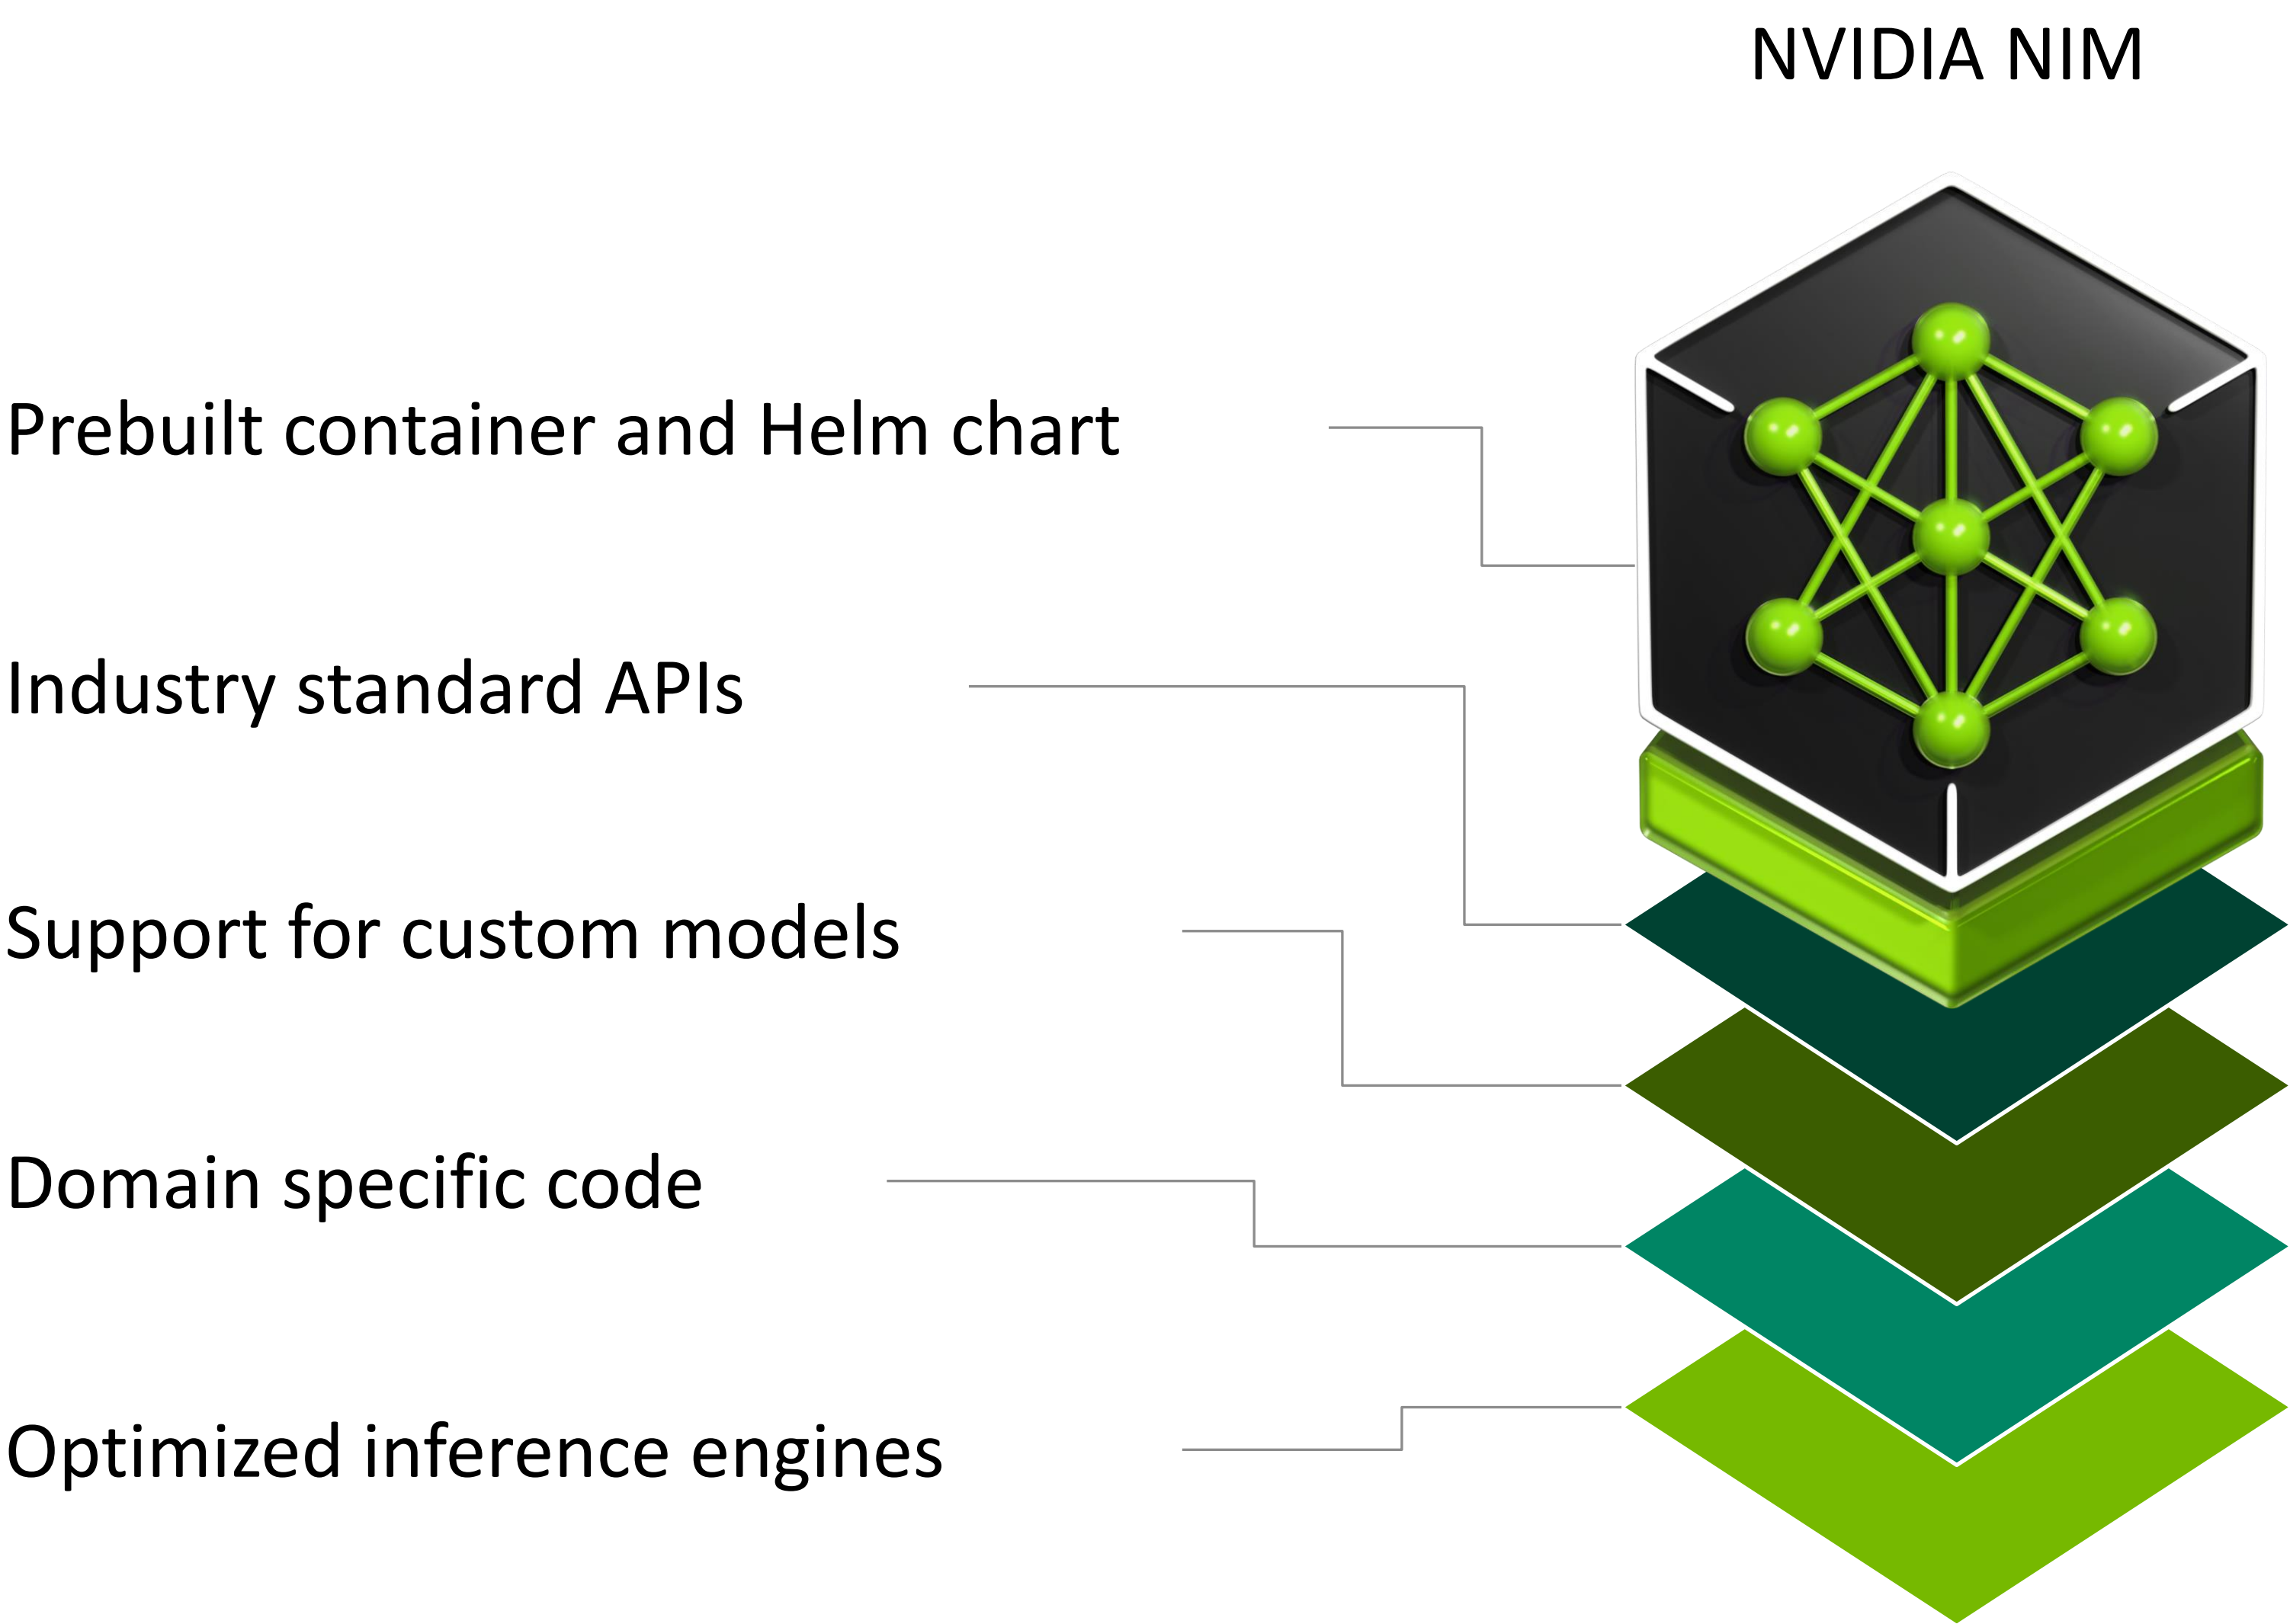 NVIDIA NIM
Prebuilt container and Helm chart
Industry standard APIs
Support for custom models
Domain specific code
Optimized inference engines